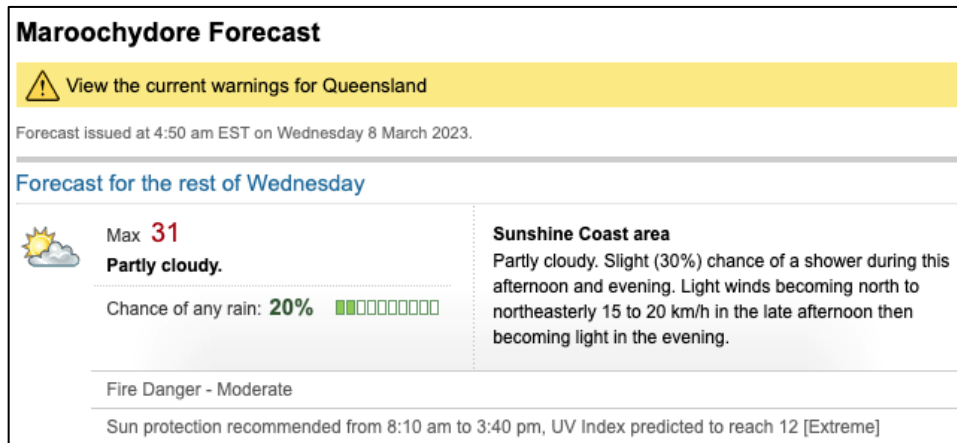 Maroochydore Forecast
View the current warnings for Queensland
Forecast issued at 4:50 am EST on Wednesday 8 March 2023.
Forecast for the rest of Wednesday
Max 31
Partly cloudy.
Chance of any rain: 20%
Sunshine Coast area
Partly cloudy. Slight (30%) chance of a shower during this
afternoon and evening. Light winds becoming north to
northeasterly 15 to 20 km/h in the late afternoon then
becoming light in the evening.
Fire Danger - Moderate
Sun protection recommended from 8:10 am to 3:40 pm, UV Index predicted to reach 12 [Extreme]